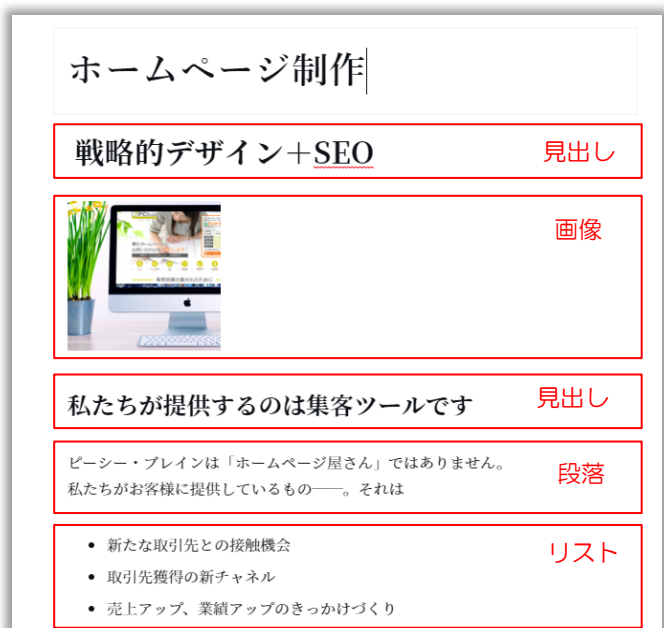 ホームページ制作
戦略的デザイン＋SEO
見出し
画像
私たちが提供するのは集客ツールです
見出し
ピーシー・ブレインは「ホームページ屋さん」ではありません。
私たちがお客様に提供しているもの――。それは
段落
• 新たな取引先との接触機会
• 取引先獲得の新チャネル
• 売上アップ、業績アップのきっかけづくり
リスト